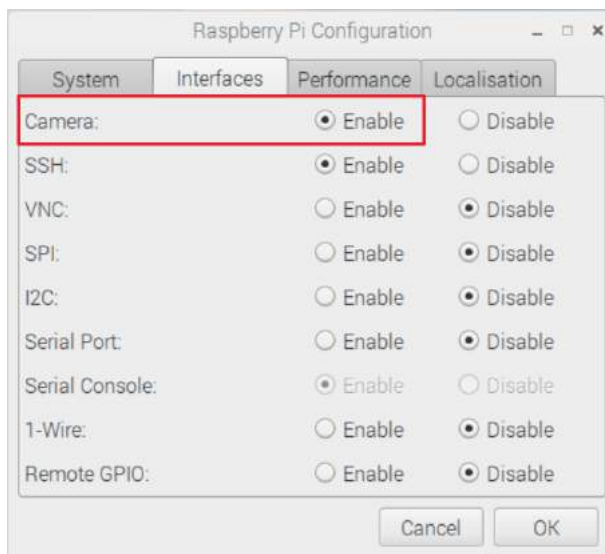 Raspberry Pi Configuration
System Interfaces Performance Localisation
Camera: Enable Disable
SSH: Enable Disable
VNC: Enable Disable
SPI: Enable Disable
I2C: Enable Disable
Serial Port: Enable Disable
Serial Console: Enable Disable
1-Wire: Enable Disable
Remote GPIO: Enable Disable
Cancel OK